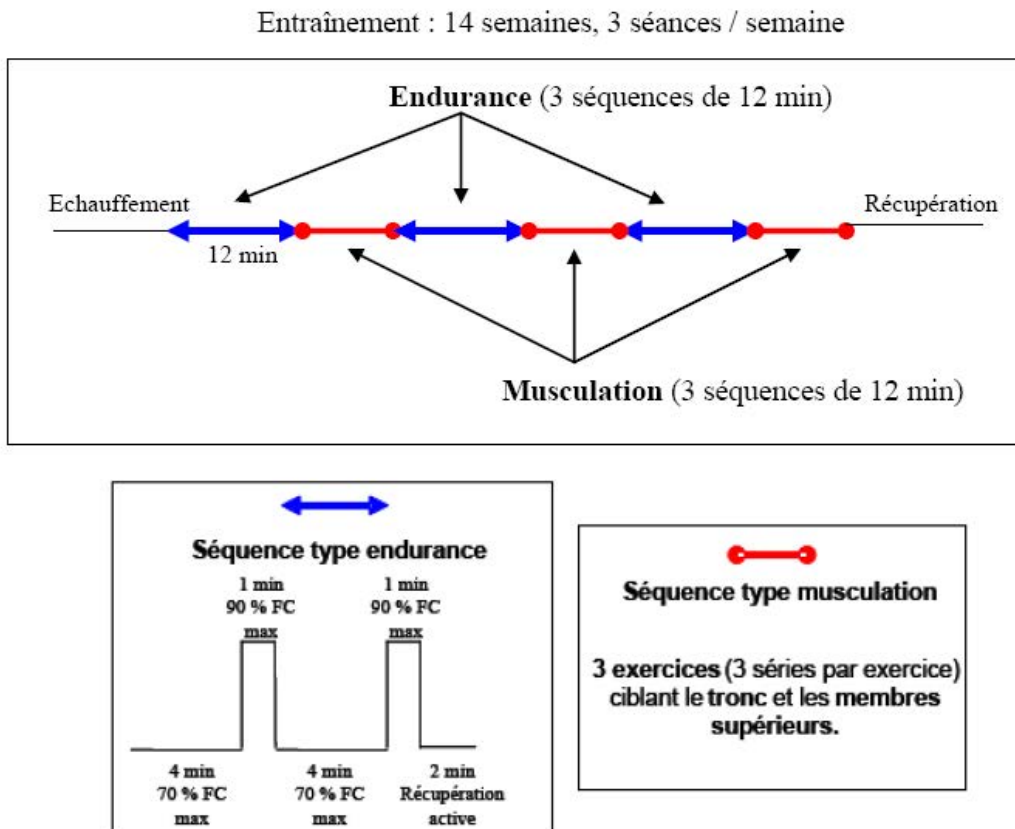 Entraînement : 14 semaines, 3 séances / semaine
Endurance (3 séquences de 12 min)
Echauffement
Récupération
12 min
Musculation (3 séquences de 12 min)
Séquence type endurance
1 min
90 % FC
max
1 min
90 % FC
max
4 min
70 % FC
max
4 min
70 % FC
max
2 min
Récupération
active
Séquence type musculation
3 exercices (3 séries par exercice)
ciblant le tronc et les membres
supérieurs.